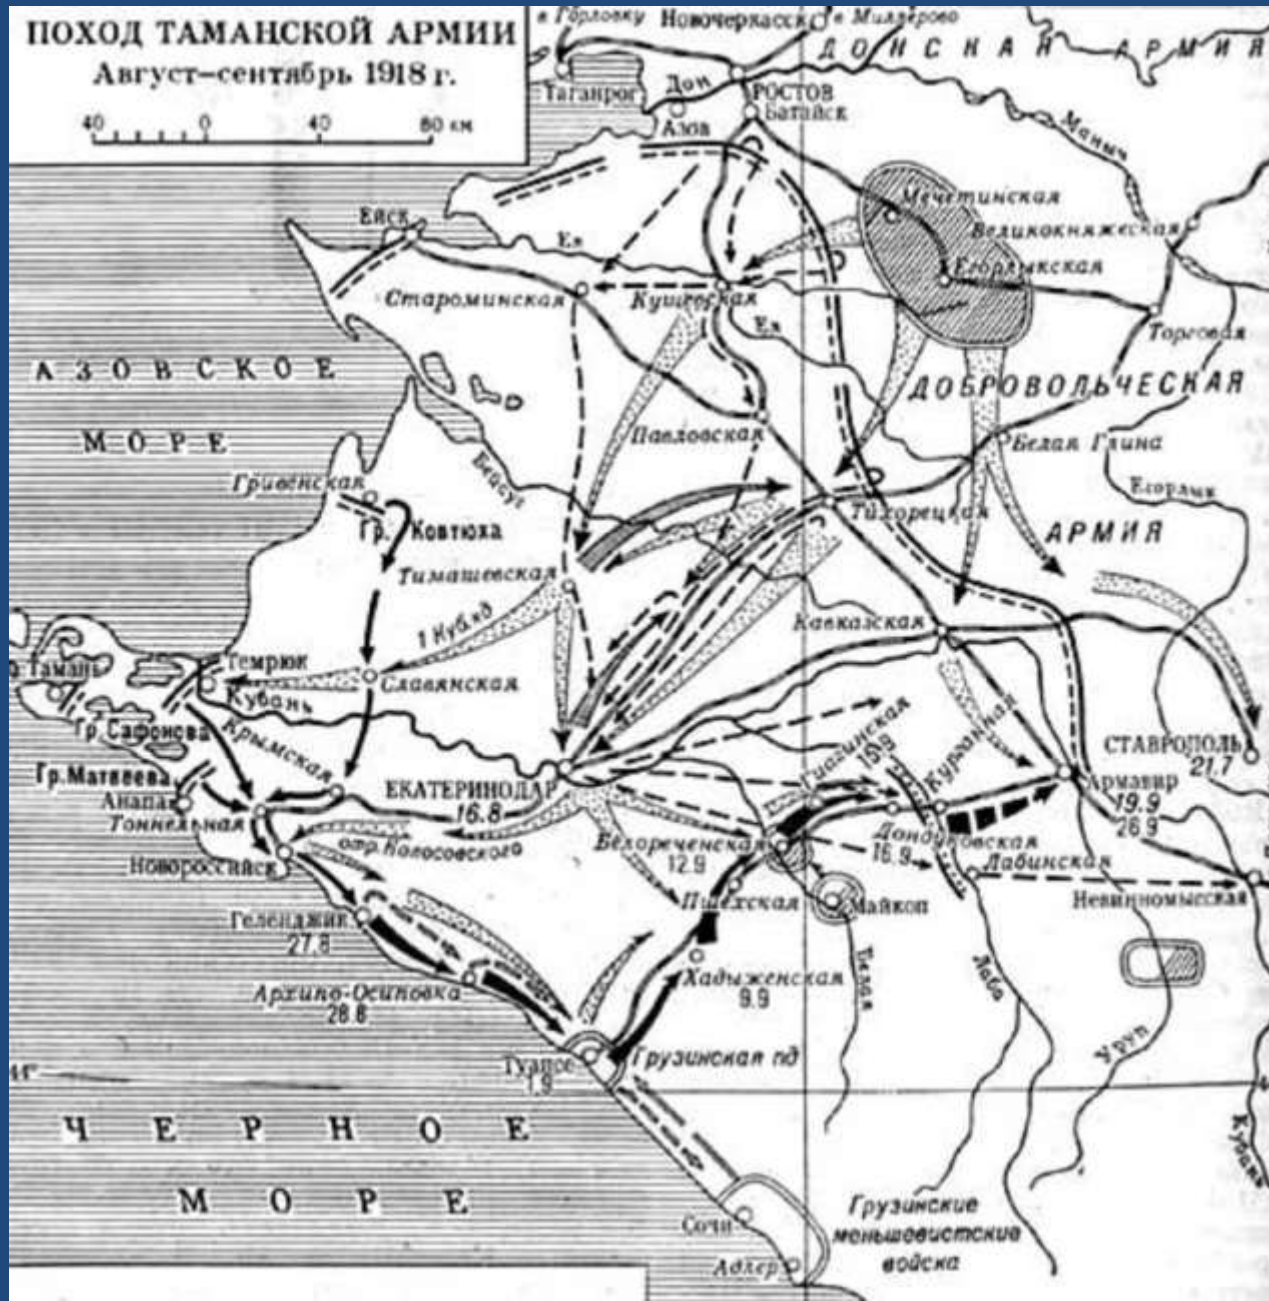 ПОХОД ТАМАНСКОЙ АРМИИ
Август–сентябрь 1918 г.
40 0 40 80 км
в Горловку
Новочеркасск
в Миллерово
ДОНСКАЯ АРМИЯ
Таганрог
Дон
РОСТОВ
Батайск
Азов
Маныч
Мечетинская
Великокняжеская
Ейск
Ея
Егорлыкская
Староминская
Кущевская
Ея
Торговая
АЗОВСКОЕ
МОРЕ
ДОБРОВОЛЬЧЕСКАЯ
Павловская
Белая Глина
Бейсуг
Гривенская
Егорлык
Тихорецкая
Гр. Ковтюха
АРМИЯ
Тимашевская
1 Куб.кд
Кавказская
Тамань
Темрюк
Славянская
Кубань
Гр. Сафонова
Крымская
Гиагинская
Курганная
СТАВРОПОЛЬ
21.7
Гр. Матвеева
Анапа
ЕКАТЕРИНОДАР
16.8
Армавир
19.9
26.9
Тоннельная
отр. Колосовского
Белореченская
12.9
Дондуковская
16.9
Новороссийск
Лабинская
Пшехская
Майкоп
Невинномысская
Геленджик
27.8
Архипо-Осиповка
28.8
Хадыженская
9.9
Белая
Лаба
Уруп
Туапсе
1.9
Грузинская пд
44°
ЧЕРНОЕ
МОРЕ
Кубань
Сочи
Адлер
Грузинские
меньшевистские
войска